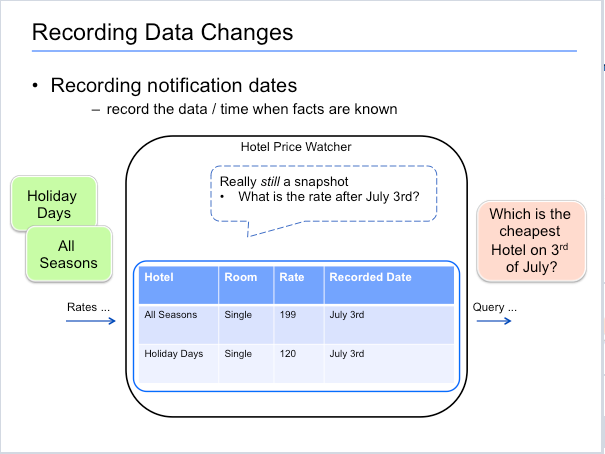 Recording Data Changes
• Recording notification dates
– record the data / time when facts are known
Hotel Price Watcher
Really still a snapshot
• What is the rate after July 3rd?
Holiday
Days
All
Seasons
Which is the
cheapest
Hotel on 3rd
of July?
Hotel Room Rate Recorded Date
All Seasons Single 199 July 3rd
Holiday Days Single 120 July 3rd
Rates ...
Query ...